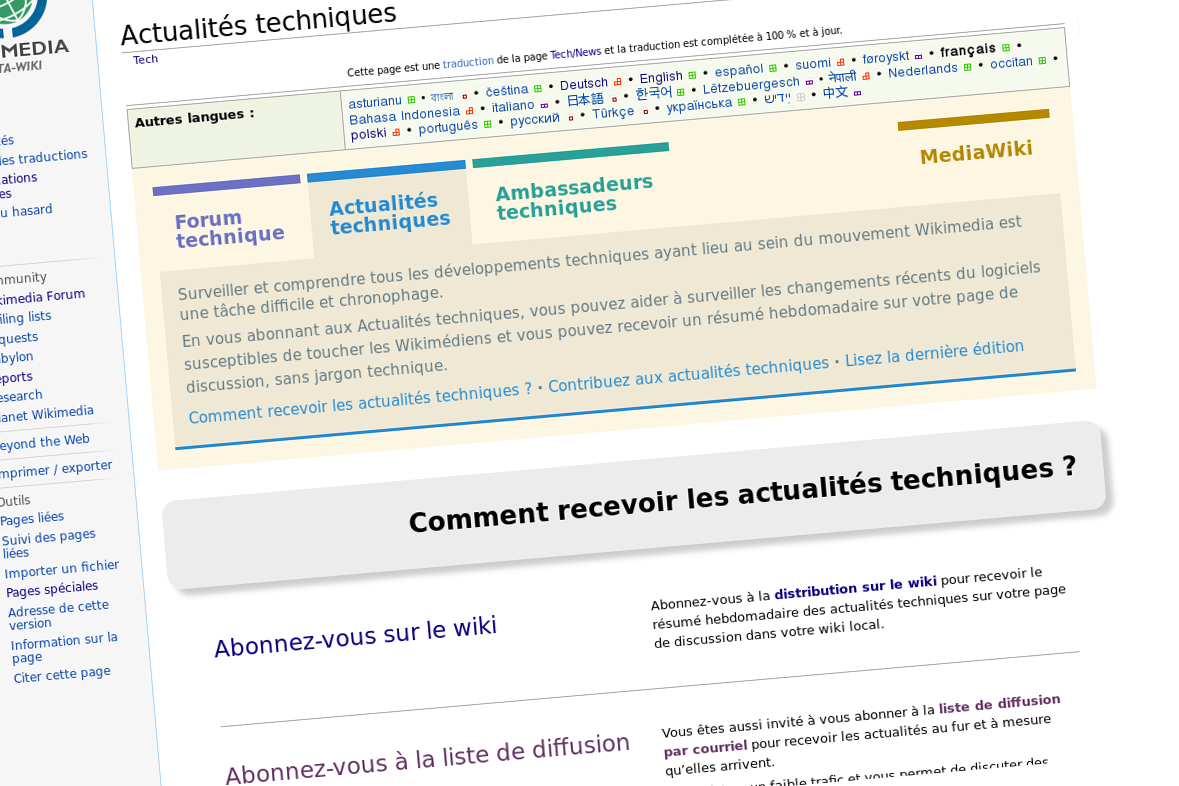 MEDIA
TA-WIKI
és
es traductions
ations
es
u hasard
mmunity
kimedia Forum
iling lists
quests
abylon
eports
esearch
lanet Wikimedia
eyond the Web
mprimer / exporter
Outils
Pages liées
Suivi des pages
liées
Importer un fichier
Pages spéciales
Adresse de cette
version
Information sur la
page
Citer cette page
Actualités techniques
Tech
Cette page est une traduction de la page Tech/News et la traduction est complétée à 100 % et à jour.
Autres langues :
asturianu • বাংলা • čeština • Deutsch • English • español • suomi • føroyskt • français •
Bahasa Indonesia • italiano • 日本語 • 한국어 • Lëtzebuergesch • नेपाली • Nederlands • occitan •
polski • português • русский • Türkçe • українська • ייִדיש • 中文
Forum
technique
Actualités
techniques
Ambassadeurs
techniques
MediaWiki
Surveiller et comprendre tous les développements techniques ayant lieu au sein du mouvement Wikimedia est
une tâche difficile et chronophage.
En vous abonnant aux Actualités techniques, vous pouvez aider à surveiller les changements récents du logiciels
susceptibles de toucher les Wikimédiens et vous pouvez recevoir un résumé hebdomadaire sur votre page de
discussion, sans jargon technique.
Comment recevoir les actualités techniques ? · Contribuez aux actualités techniques · Lisez la dernière édition
Comment recevoir les actualités techniques ?
Abonnez-vous sur le wiki
Abonnez-vous à la distribution sur le wiki pour recevoir le
résumé hebdomadaire des actualités techniques sur votre page
de discussion dans votre wiki local.
Abonnez-vous à la liste de diffusion
Vous êtes aussi invité à vous abonner à la liste de diffusion
par courriel pour recevoir les actualités au fur et à mesure
qu'elles arrivent.
un faible trafic et vous permet de discuter des